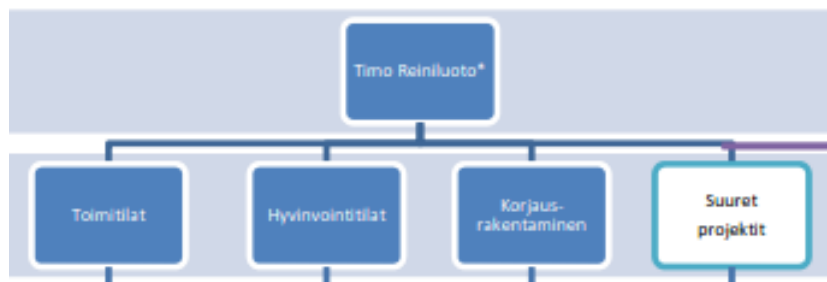 Timo Reiniluoto*
Toimitilat
Hyvinvointitilat
Korjaus-
rakentaminen
Suuret
projektit